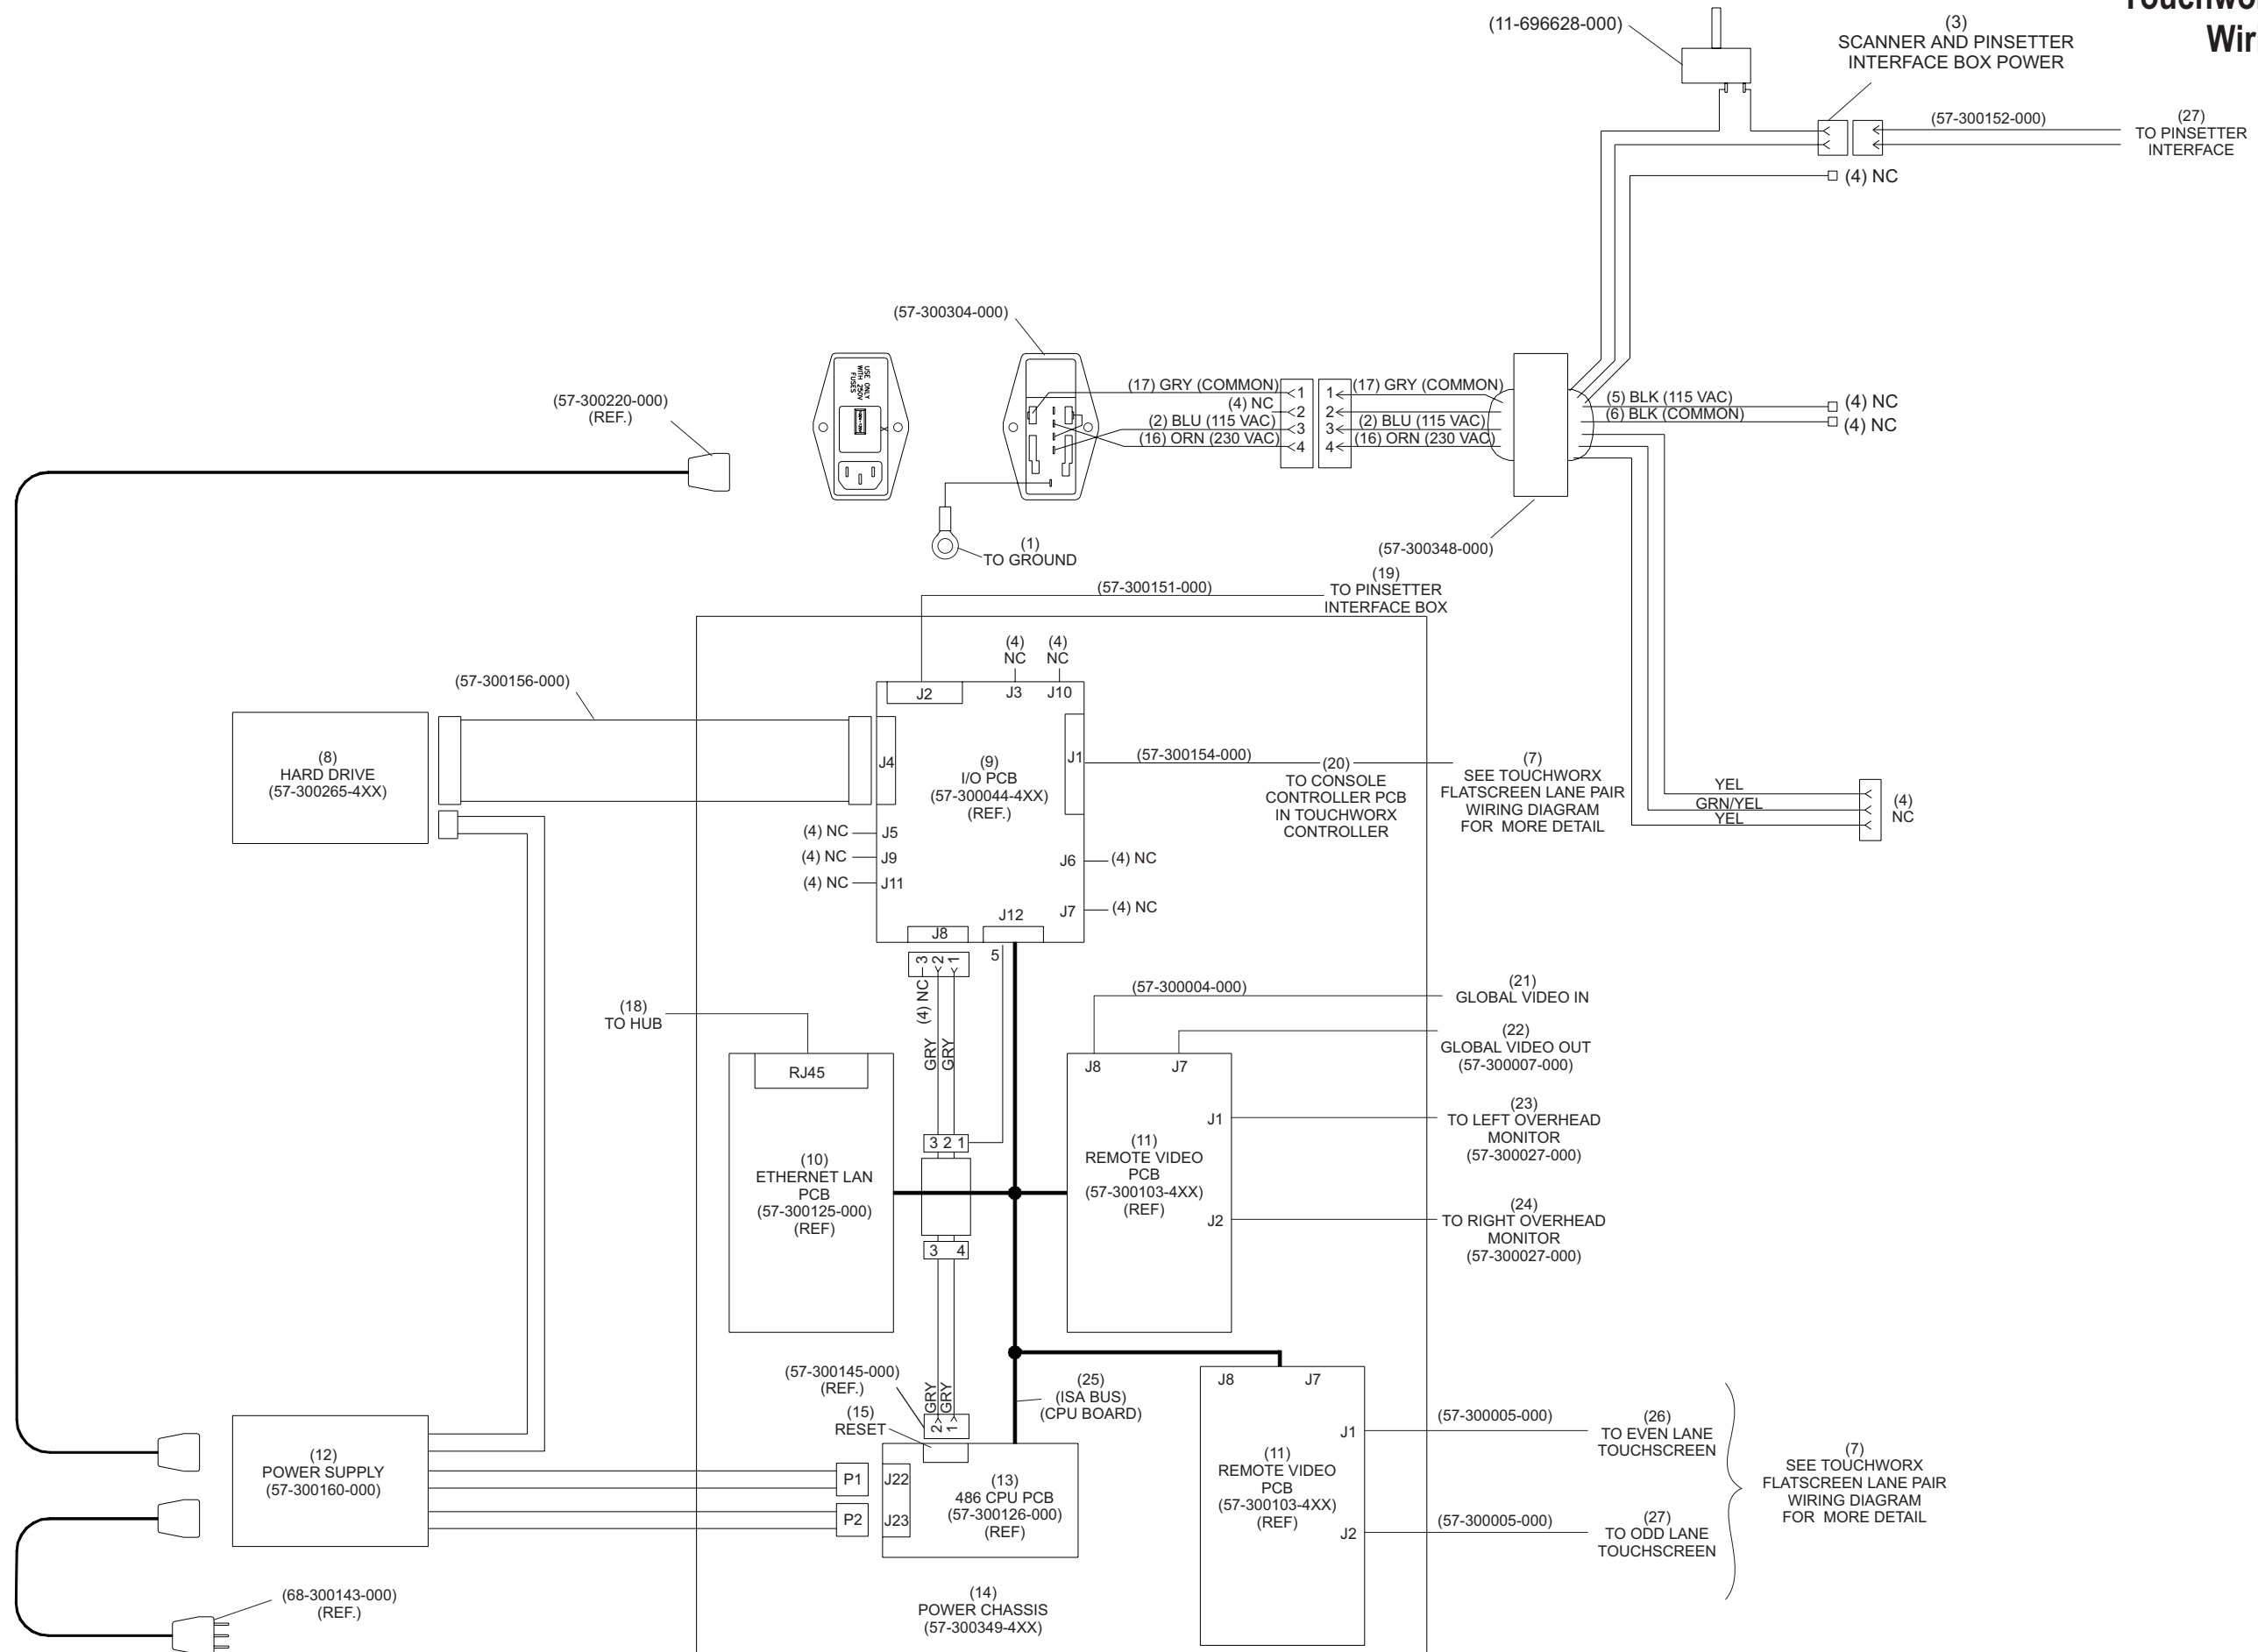 Wir
(11-696628-000)
(3)
SCANNER AND PINSETTER
INTERFACE BOX POWER
(57-300152-000)
(27)
TO PINSETTER
INTERFACE
(4) NC
(57-300304-000)
(57-300220-000)
(REF.)
USE ONLY
WITH 250V
FUSES
(17) GRY (COMMON)
(4) NC
(2) BLU (115 VAC)
(16) ORN (230 VAC)
1
2
3
4
1
2
3
4
(17) GRY (COMMON)
(2) BLU (115 VAC)
(16) ORN (230 VAC)
(5) BLK (115 VAC)
(6) BLK (COMMON)
(4) NC
(4) NC
(57-300348-000)
(1)
TO GROUND
(57-300151-000)
(19)
TO PINSETTER
INTERFACE BOX
(4)
NC
(4)
NC
J2
J3
J10
(57-300156-000)
(8)
HARD DRIVE
(57-300265-4XX)
J4
(9)
I/O PCB
(57-300044-4XX)
(REF.)
J1
(57-300154-000)
(20)
TO CONSOLE
CONTROLLER PCB
IN TOUCHWORX
CONTROLLER
(7)
SEE TOUCHWORX
FLATSCREEN LANE PAIR
WIRING DIAGRAM
FOR MORE DETAIL
YEL
GRN/YEL
YEL
(4)
NC
(4) NC
J5
(4) NC
J9
(4) NC
J11
J6
(4) NC
J7
(4) NC
J12
J8
5
3
2
1
(4) NC
GRY
GRY
(18)
TO HUB
RJ45
(10)
ETHERNET LAN
PCB
(57-300125-000)
(REF)
3 2 1
3 4
(57-300004-000)
(21)
GLOBAL VIDEO IN
(22)
GLOBAL VIDEO OUT
(57-300007-000)
J8
J7
J1
(23)
TO LEFT OVERHEAD
MONITOR
(57-300027-000)
(11)
REMOTE VIDEO
PCB
(57-300103-4XX)
(REF)
J2
(24)
TO RIGHT OVERHEAD
MONITOR
(57-300027-000)
(57-300145-000)
(REF.)
GRY
GRY
2
1
(15)
RESET
(25)
(ISA BUS)
(CPU BOARD)
(12)
POWER SUPPLY
(57-300160-000)
P1
P2
J22
J23
(13)
486 CPU PCB
(57-300126-000)
(REF)
J8
J7
J1
(11)
REMOTE VIDEO
PCB
(57-300103-4XX)
(REF)
J2
(57-300005-000)
(26)
TO EVEN LANE
TOUCHSCREEN
(57-300005-000)
(27)
TO ODD LANE
TOUCHSCREEN
(7)
SEE TOUCHWORX
FLATSCREEN LANE PAIR
WIRING DIAGRAM
FOR MORE DETAIL
(68-300143-000)
(REF.)
(14)
POWER CHASSIS
(57-300349-4XX)